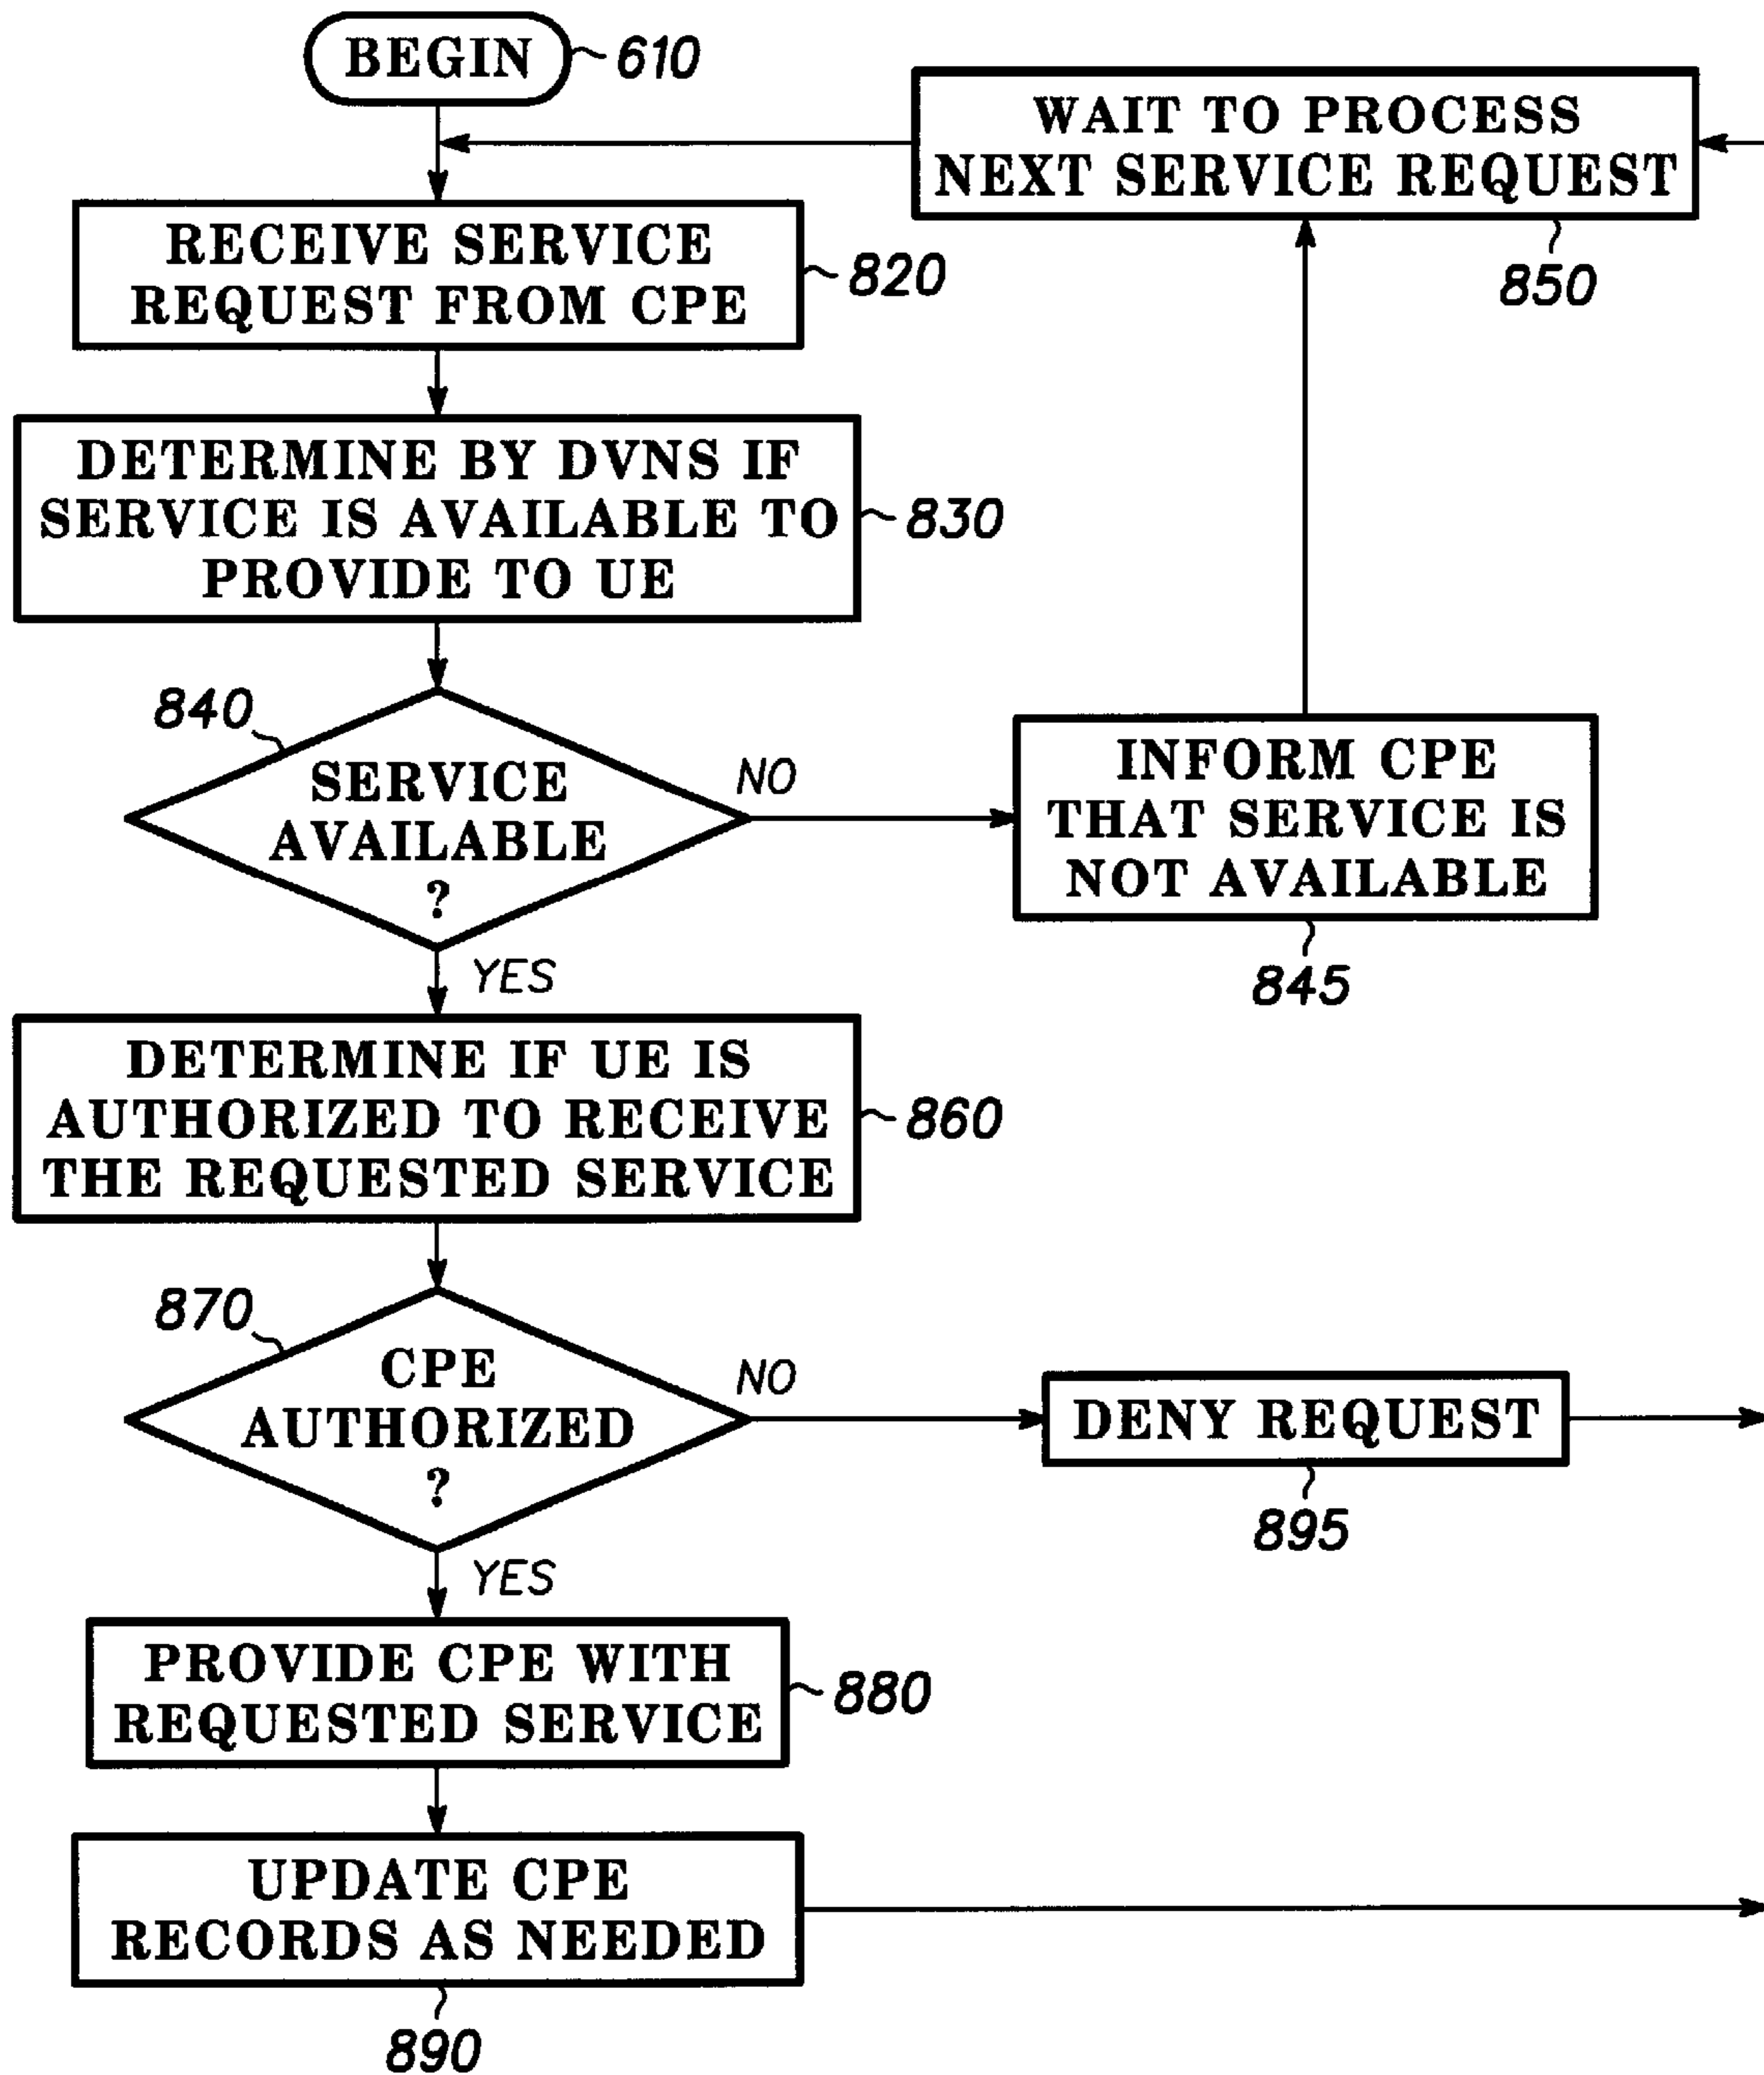 BEGIN
610
WAIT TO PROCESS
NEXT SERVICE REQUEST
850
RECEIVE SERVICE
REQUEST FROM CPE
820
DETERMINE BY DVNS IF
SERVICE IS AVAILABLE TO
PROVIDE TO UE
830
840
SERVICE
AVAILABLE
?
NO
YES
INFORM CPE
THAT SERVICE IS
NOT AVAILABLE
845
DETERMINE IF UE IS
AUTHORIZED TO RECEIVE
THE REQUESTED SERVICE
860
870
CPE
AUTHORIZED
?
NO
YES
DENY REQUEST
895
PROVIDE CPE WITH
REQUESTED SERVICE
880
UPDATE CPE
RECORDS AS NEEDED
890